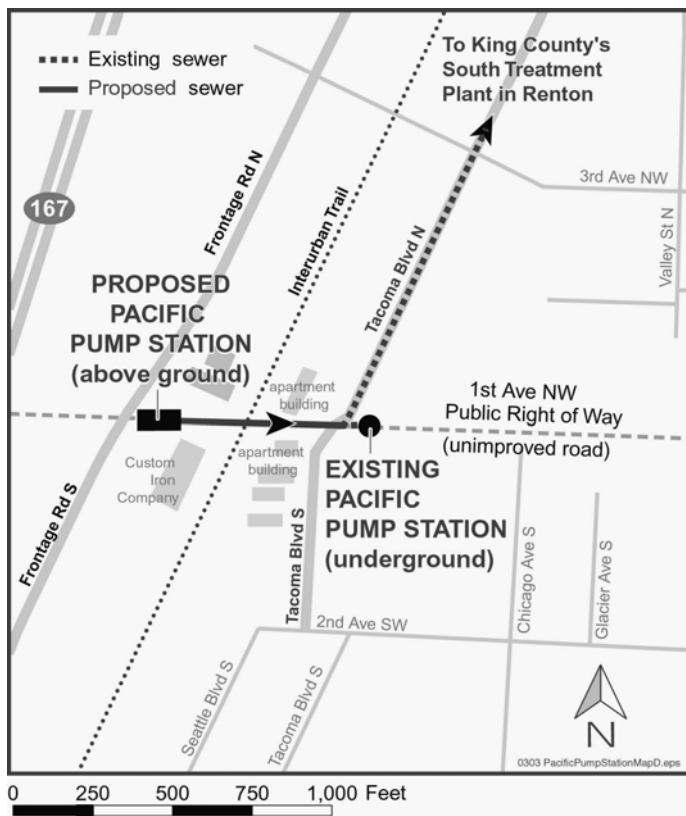 Existing sewer
Proposed sewer
To King County's
South Treatment
Plant in Renton
167
Frontage Rd N
Interurban Trail
3rd Ave NW
Valley St N
Tacoma Blvd N
PROPOSED
PACIFIC
PUMP STATION
(above ground)
apartment
building
1st Ave NW
Public Right of Way
(unimproved road)
Custom
Iron
Company
apartment
building
EXISTING
PACIFIC
PUMP STATION
(underground)
Frontage Rd S
Tacoma Blvd S
Chicago Ave S
Glacier Ave S
2nd Ave SW
Seattle Blvd S
Tacoma Blvd S
N
0303 PacificPumpStationMapD.eps
0 250 500 750 1,000 Feet